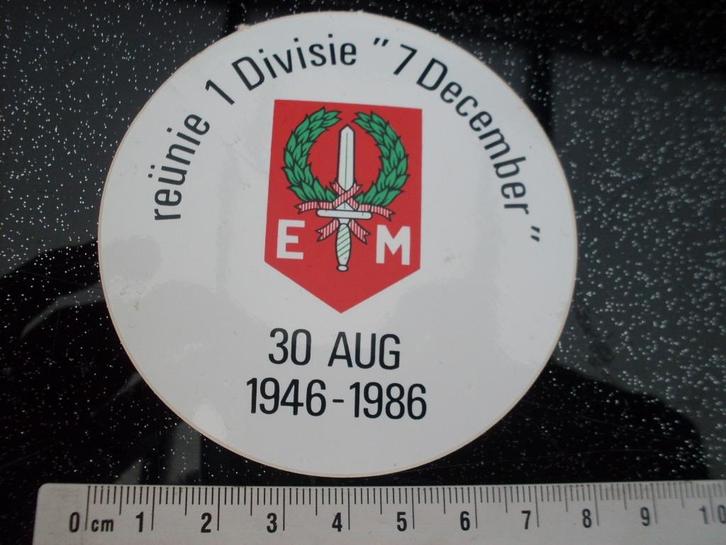 reünie 1 Divisie "7 December"
E M
30 AUG
1946-1986
0 cm 1 2 3 4 5 6 7 8 9 10